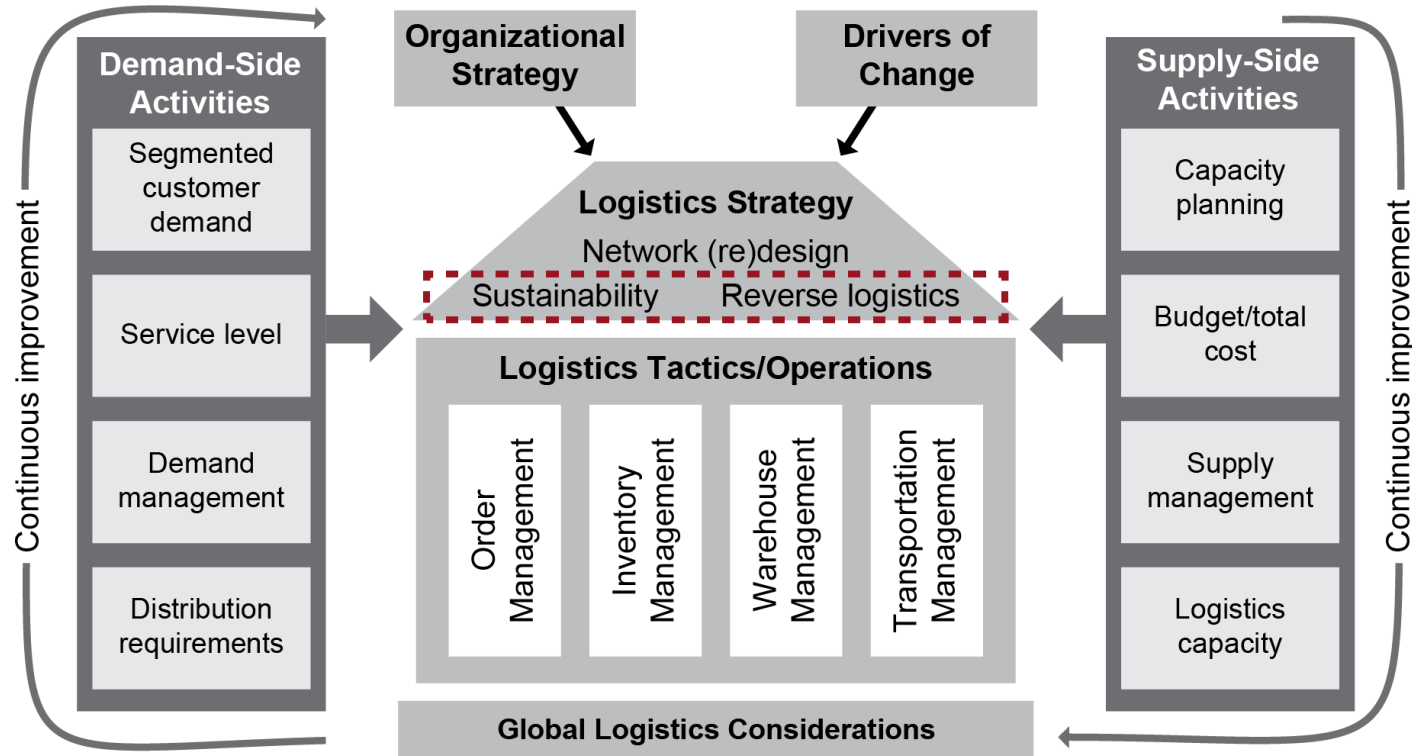 Continuous improvement
Demand-Side
Activities
Segmented
customer
demand
Service level
Demand
management
Distribution
requirements
Organizational
Strategy
Drivers of
Change
Logistics Strategy
Network (re)design
Sustainability
Reverse logistics
Logistics Tactics/Operations
Order
Management
Inventory
Management
Warehouse
Management
Transportation
Management
Global Logistics Considerations
Supply-Side
Activities
Capacity
planning
Budget/total
cost
Supply
management
Logistics
capacity
Continuous improvement